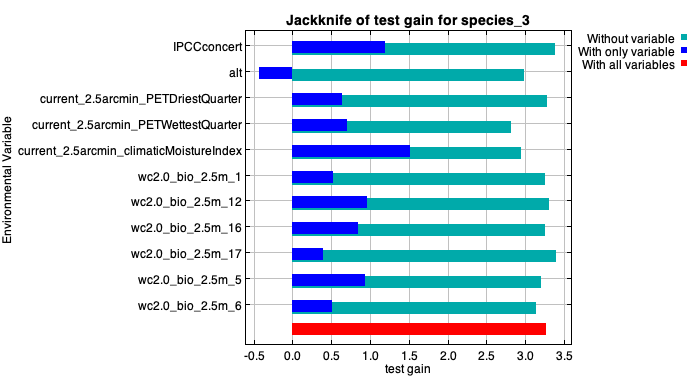 Jackknife of test gain for species_3
Without variable
With only variable
With all variables
Environmental Variable
IPCCconcert
alt
current_2.5arcmin_PETDriestQuarter
current_2.5arcmin_PETWettestQuarter
current_2.5arcmin_climaticMoistureIndex
wc2.0_bio_2.5m_1
wc2.0_bio_2.5m_12
wc2.0_bio_2.5m_16
wc2.0_bio_2.5m_17
wc2.0_bio_2.5m_5
wc2.0_bio_2.5m_6
-0.5 0.0 0.5 1.0 1.5 2.0 2.5 3.0 3.5
test gain